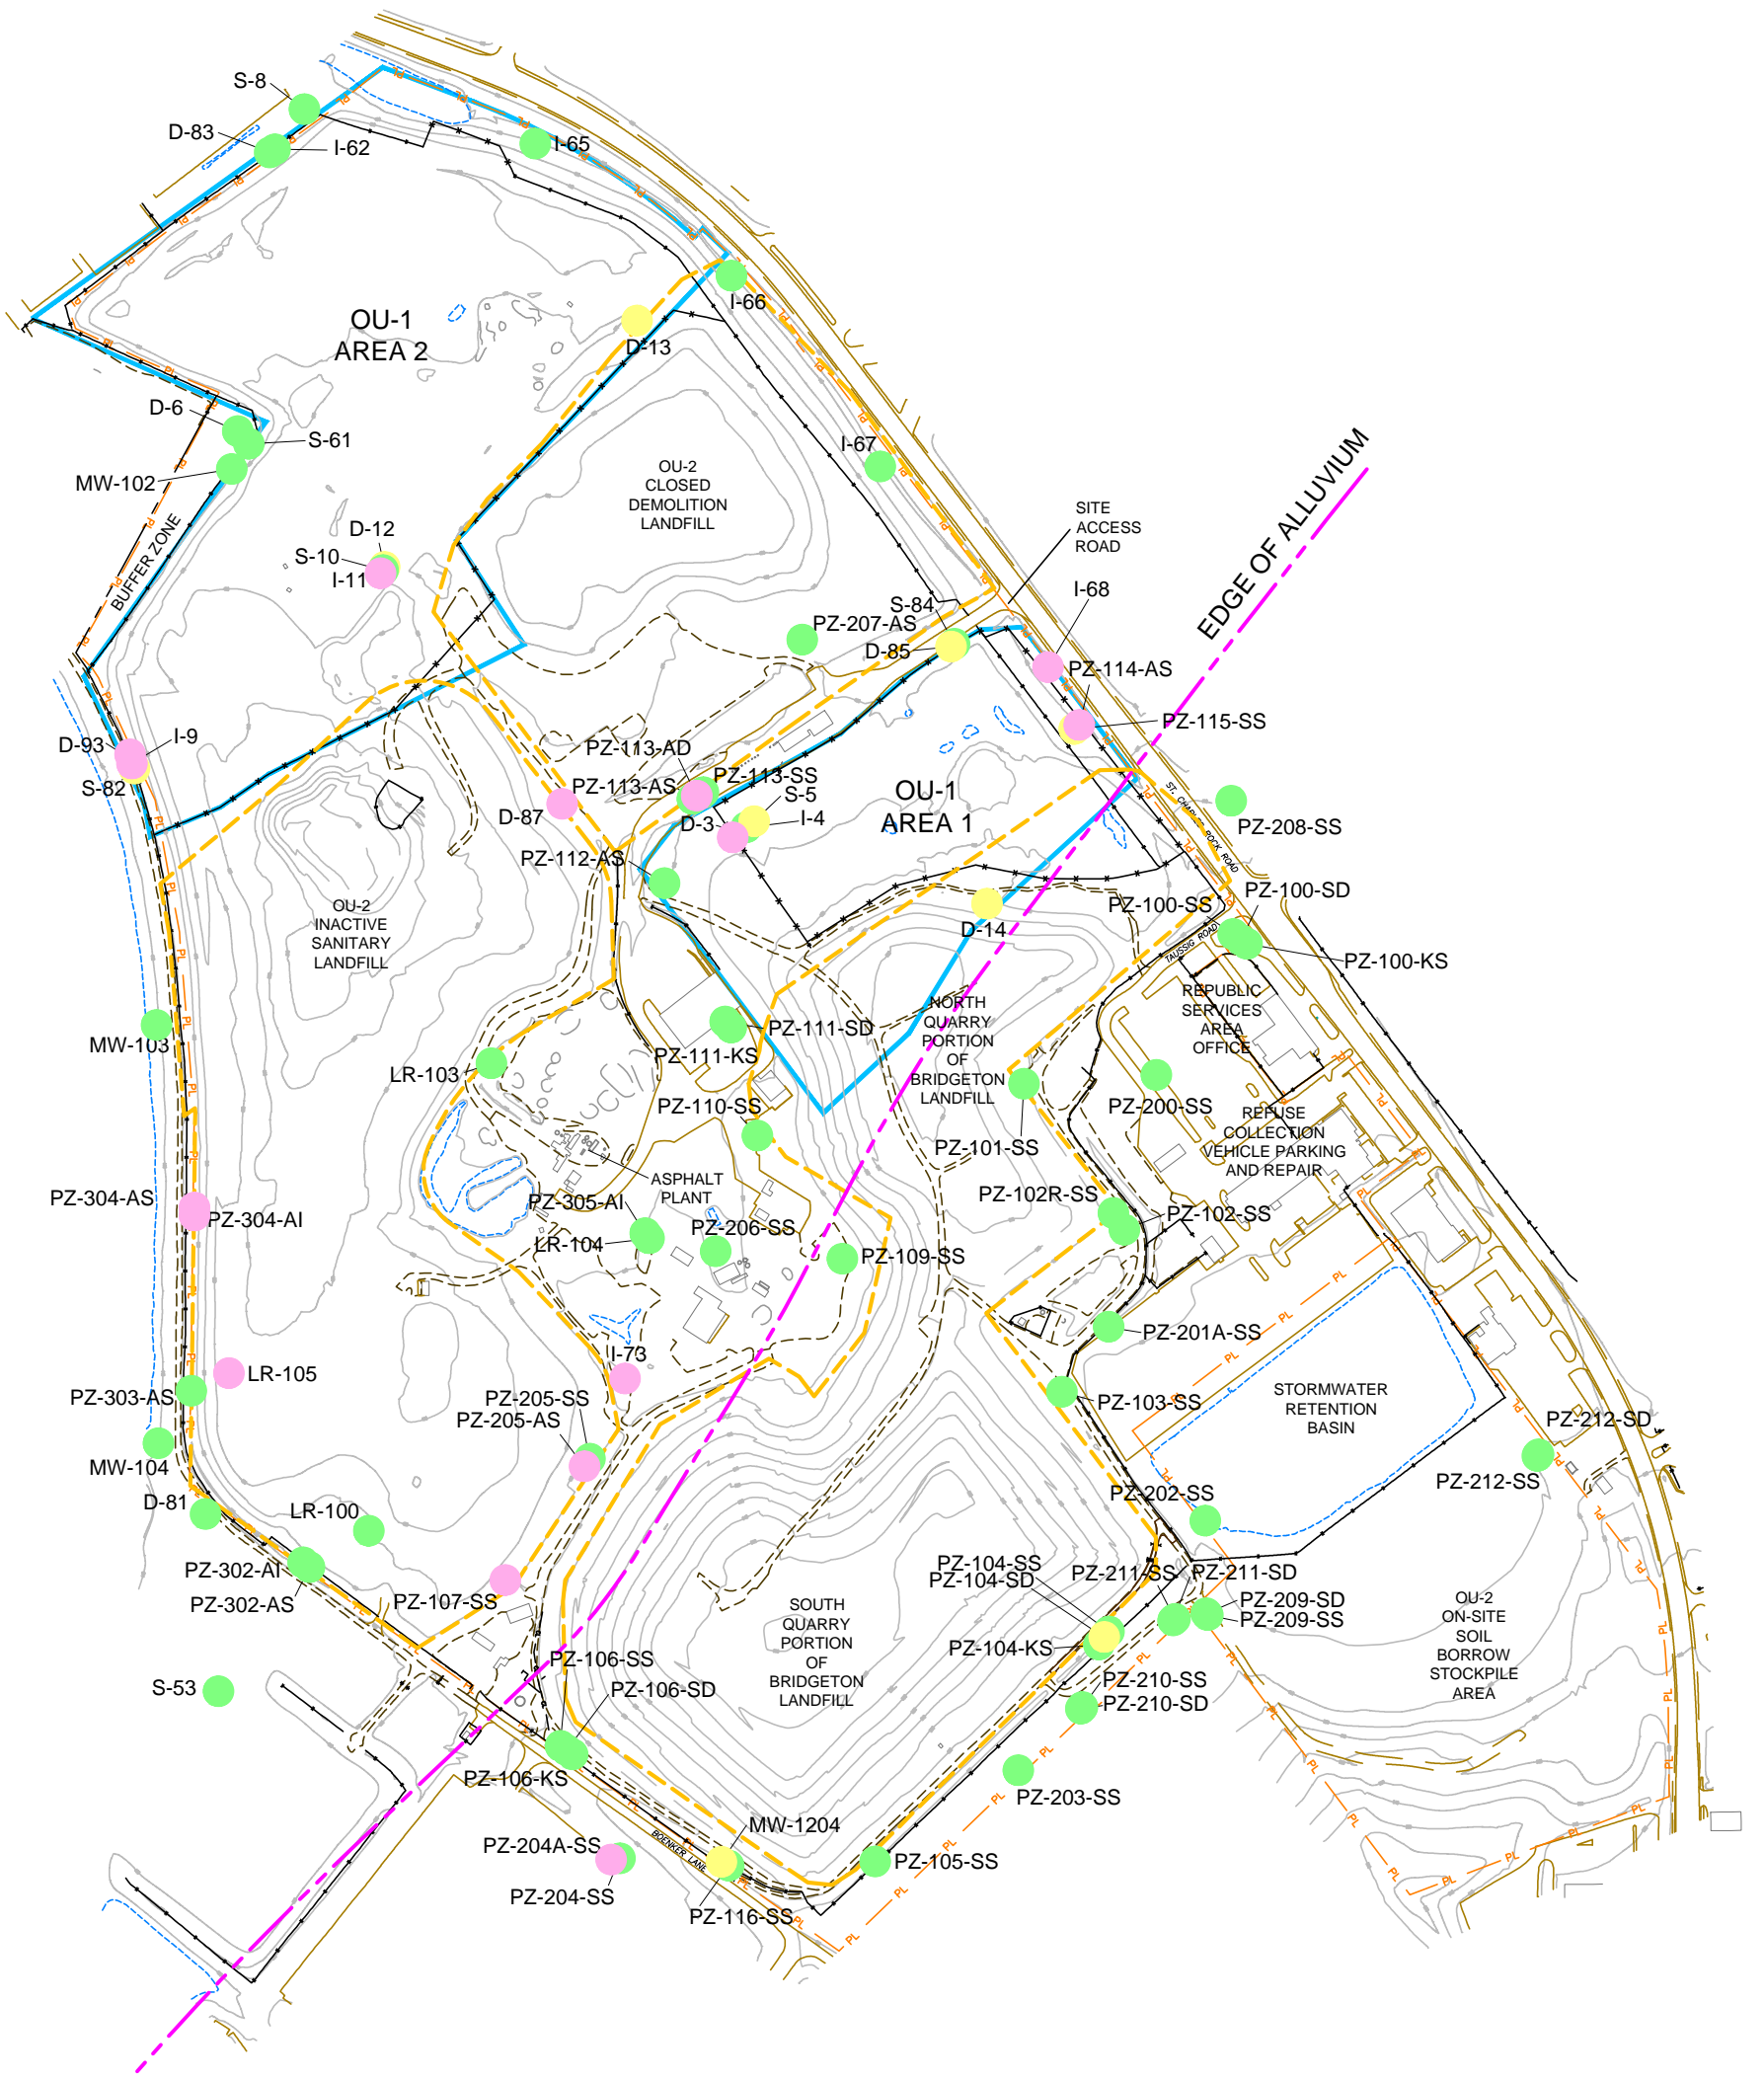 S-8
D-83
I-62
I-65
I-66
OU-1
AREA 2
D-13
D-6
S-61
MW-102
I-67
OU-2
CLOSED
DEMOLITION
LANDFILL
EDGE OF ALLUVIUM
SITE
ACCESS
ROAD
BUFFER ZONE
D-12
S-10
I-11
I-68
S-84
PZ-207-AS
D-85
PZ-114-AS
PZ-115-SS
D-93
I-9
S-82
PZ-113-AD
PZ-113-SS
PZ-113-AS
S-5
D-87
D-3
I-4
OU-1
AREA 1
PZ-208-SS
ST. CHARLES ROCK ROAD
PZ-112-AS
OU-2
INACTIVE
SANITARY
LANDFILL
D-14
PZ-100-SS
PZ-100-SD
TAUSSIG ROAD
PZ-100-KS
REPUBLIC
SERVICES
AREA
OFFICE
NORTH
QUARRY
PORTION
OF
BRIDGETON
LANDFILL
MW-103
PZ-111-SD
PZ-111-KS
LR-103
PZ-110-SS
PZ-101-SS
PZ-200-SS
REFUSE
COLLECTION
VEHICLE PARKING
AND REPAIR
ASPHALT
PLANT
PZ-304-AS
PZ-304-AI
PZ-305-AI
LR-104
PZ-206-SS
PZ-109-SS
PZ-102R-SS
PZ-102-SS
PZ-201A-SS
I-73
LR-105
PZ-303-AS
PZ-205-SS
PZ-205-AS
PZ-103-SS
STORMWATER
RETENTION
BASIN
PZ-212-SD
PZ-212-SS
MW-104
D-81
LR-100
PZ-202-SS
PZ-302-AI
PZ-302-AS
PZ-107-SS
PZ-104-SS
PZ-104-SD
PZ-211-SS
PZ-211-SD
PZ-209-SD
PZ-209-SS
PZ-104-KS
SOUTH
QUARRY
PORTION
OF
BRIDGETON
LANDFILL
OU-2
ON-SITE
SOIL
BORROW
STOCKPILE
AREA
S-53
PZ-106-SS
PZ-106-SD
PZ-210-SS
PZ-210-SD
PZ-106-KS
PZ-203-SS
MW-1204
PZ-204A-SS
BOENKER LANE
PZ-105-SS
PZ-204-SS
PZ-116-SS